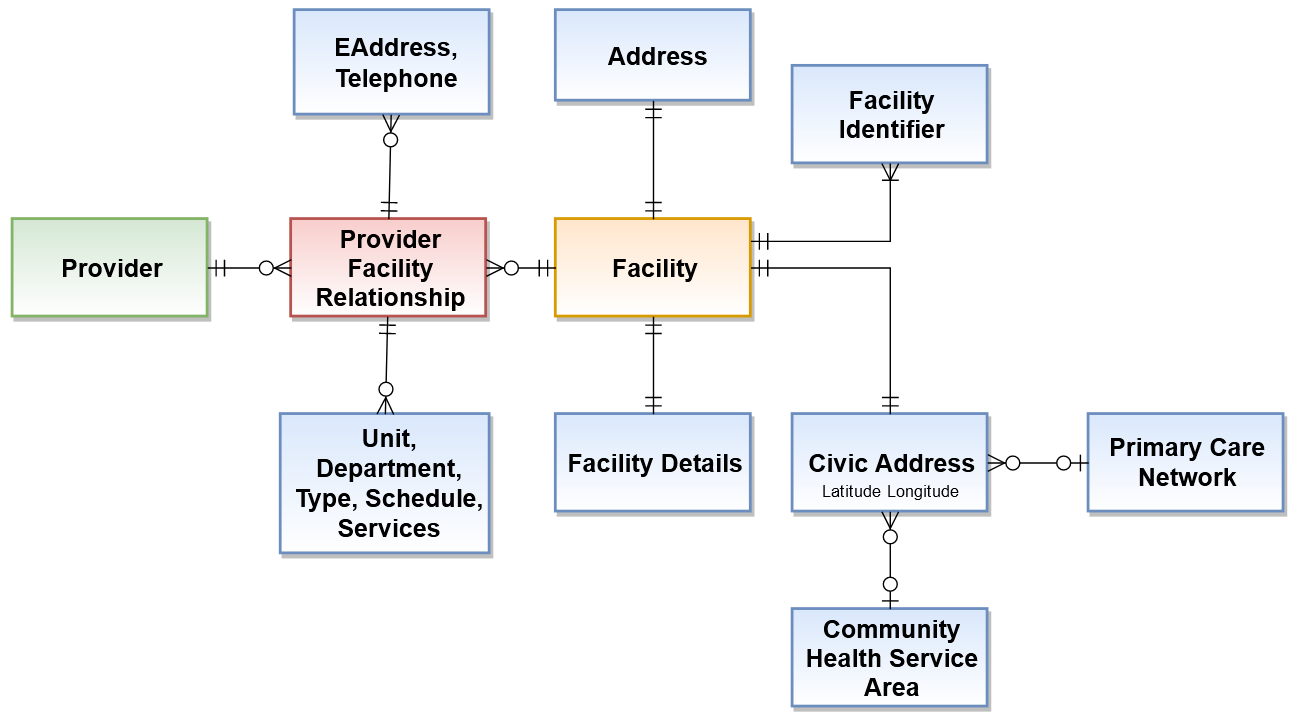 EAddress,
Telephone
Address
Facility
Identifier
Provider
Provider
Facility
Relationship
Facility
Unit,
Department,
Type, Schedule,
Services
Facility Details
Civic Address
Latitude Longitude
Primary Care
Network
Community
Health Service
Area